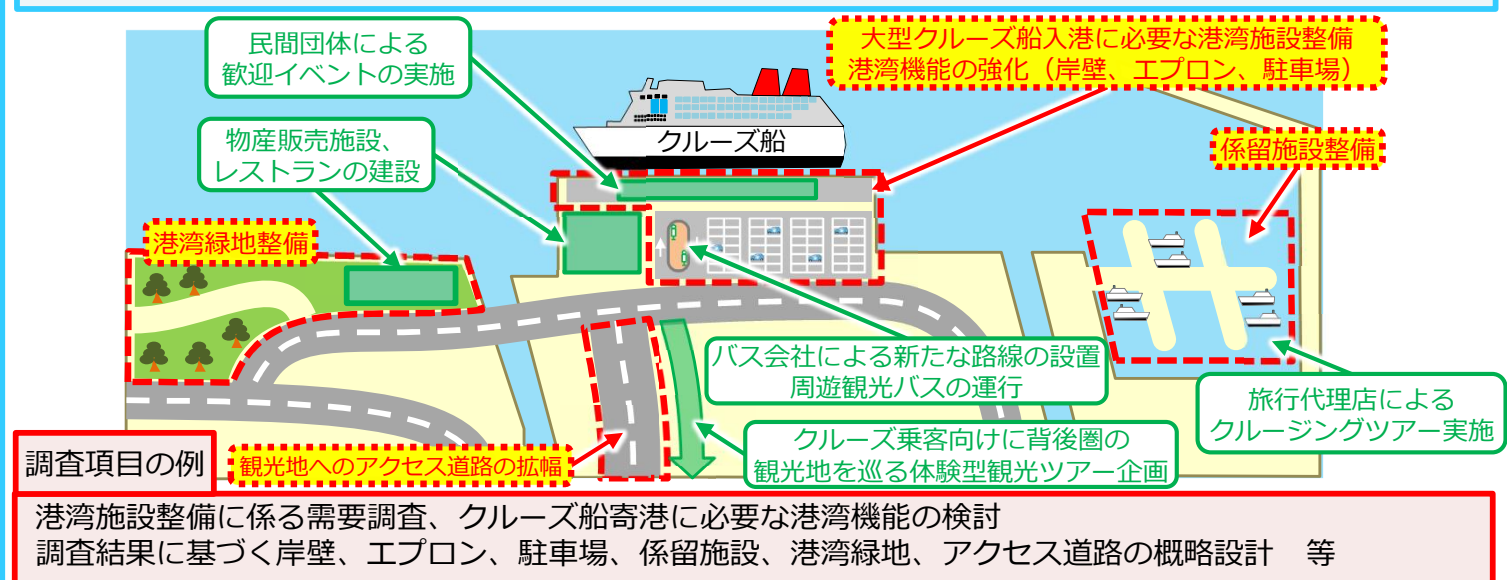 民間団体による
歓迎イベントの実施
大型クルーズ船入港に必要な港湾施設整備
港湾機能の強化（岸壁、エプロン、駐車場）
クルーズ船
物産販売施設、
レストランの建設
係留施設整備
港湾緑地整備
バス会社による新たな路線の設置
周遊観光バスの運行
旅行代理店による
クルージングツアー実施
クルーズ乗客向けに背後圏の
観光地を巡る体験型観光ツアー企画
観光地へのアクセス道路の拡幅
調査項目の例
港湾施設整備に係る需要調査、クルーズ船寄港に必要な港湾機能の検討
調査結果に基づく岸壁、エプロン、駐車場、係留施設、港湾緑地、アクセス道路の概略設計　等